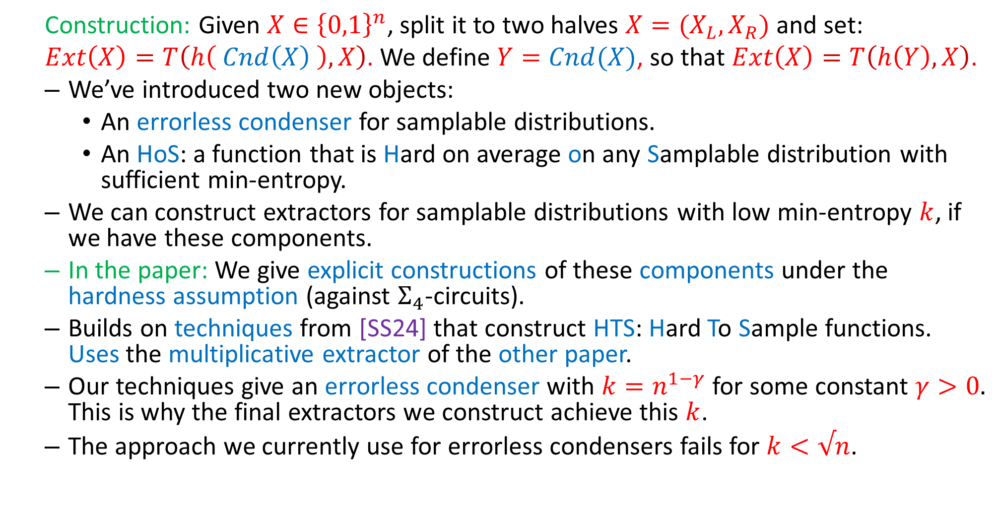 Construction: Given X ∈ {0,1}ⁿ, split it to two halves X = (X_L, X_R) and set:
Ext(X) = T(h( Cnd(X) ), X). We define Y = Cnd(X), so that Ext(X) = T(h(Y), X).
– We've introduced two new objects:
• An errorless condenser for samplable distributions.
• An HoS: a function that is Hard on average on any Samplable distribution with
sufficient min-entropy.
– We can construct extractors for samplable distributions with low min-entropy k, if
we have these components.
– In the paper: We give explicit constructions of these components under the
hardness assumption (against Σ₄-circuits).
– Builds on techniques from [SS24] that construct HTS: Hard To Sample functions.
Uses the multiplicative extractor of the other paper.
– Our techniques give an errorless condenser with k = n^{1−γ} for some constant γ > 0.
This is why the final extractors we construct achieve this k.
– The approach we currently use for errorless condensers fails for k < √n.